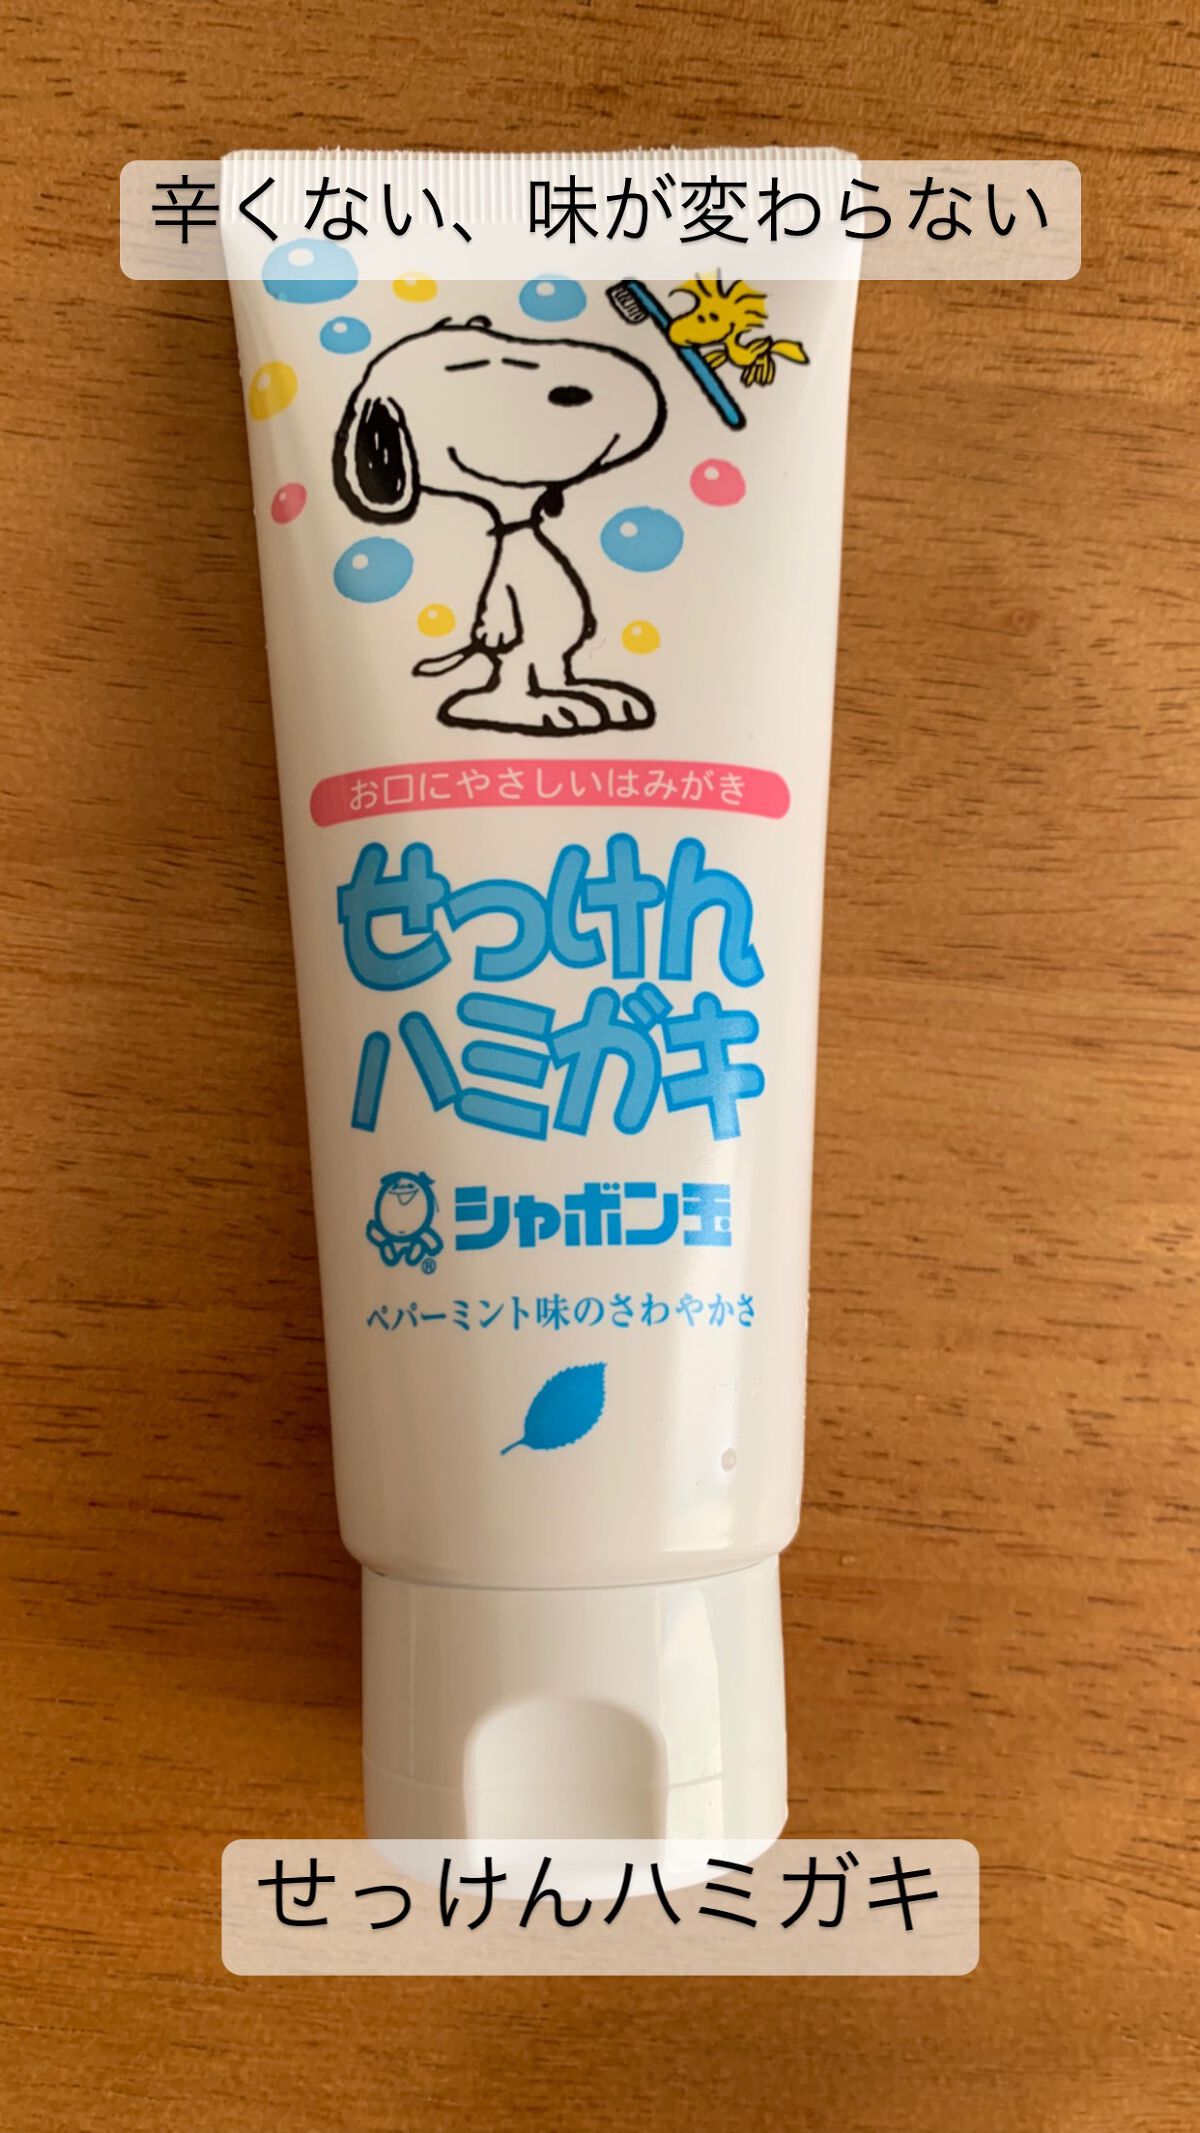 辛くない、味が変わらない
お口にやさしいはみがき
せっけん
ハミガキ
シャボン玉
®
ペパーミント味のさわやかさ
せっけんハミガキ